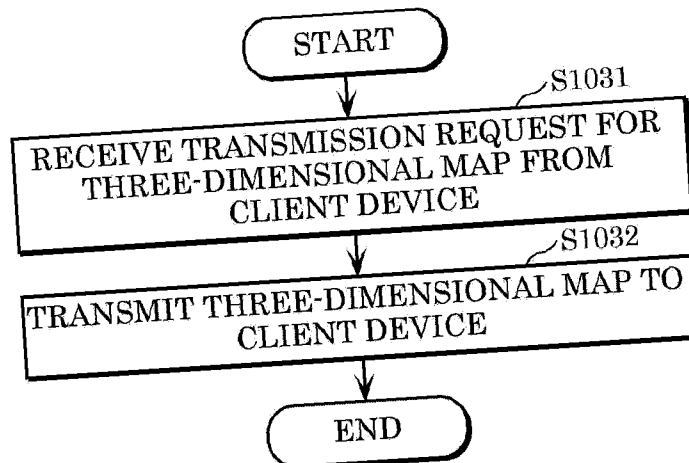 START
S1031
RECEIVE TRANSMISSION REQUEST FOR
THREE-DIMENSIONAL MAP FROM
CLIENT DEVICE
S1032
TRANSMIT THREE-DIMENSIONAL MAP TO
CLIENT DEVICE
END